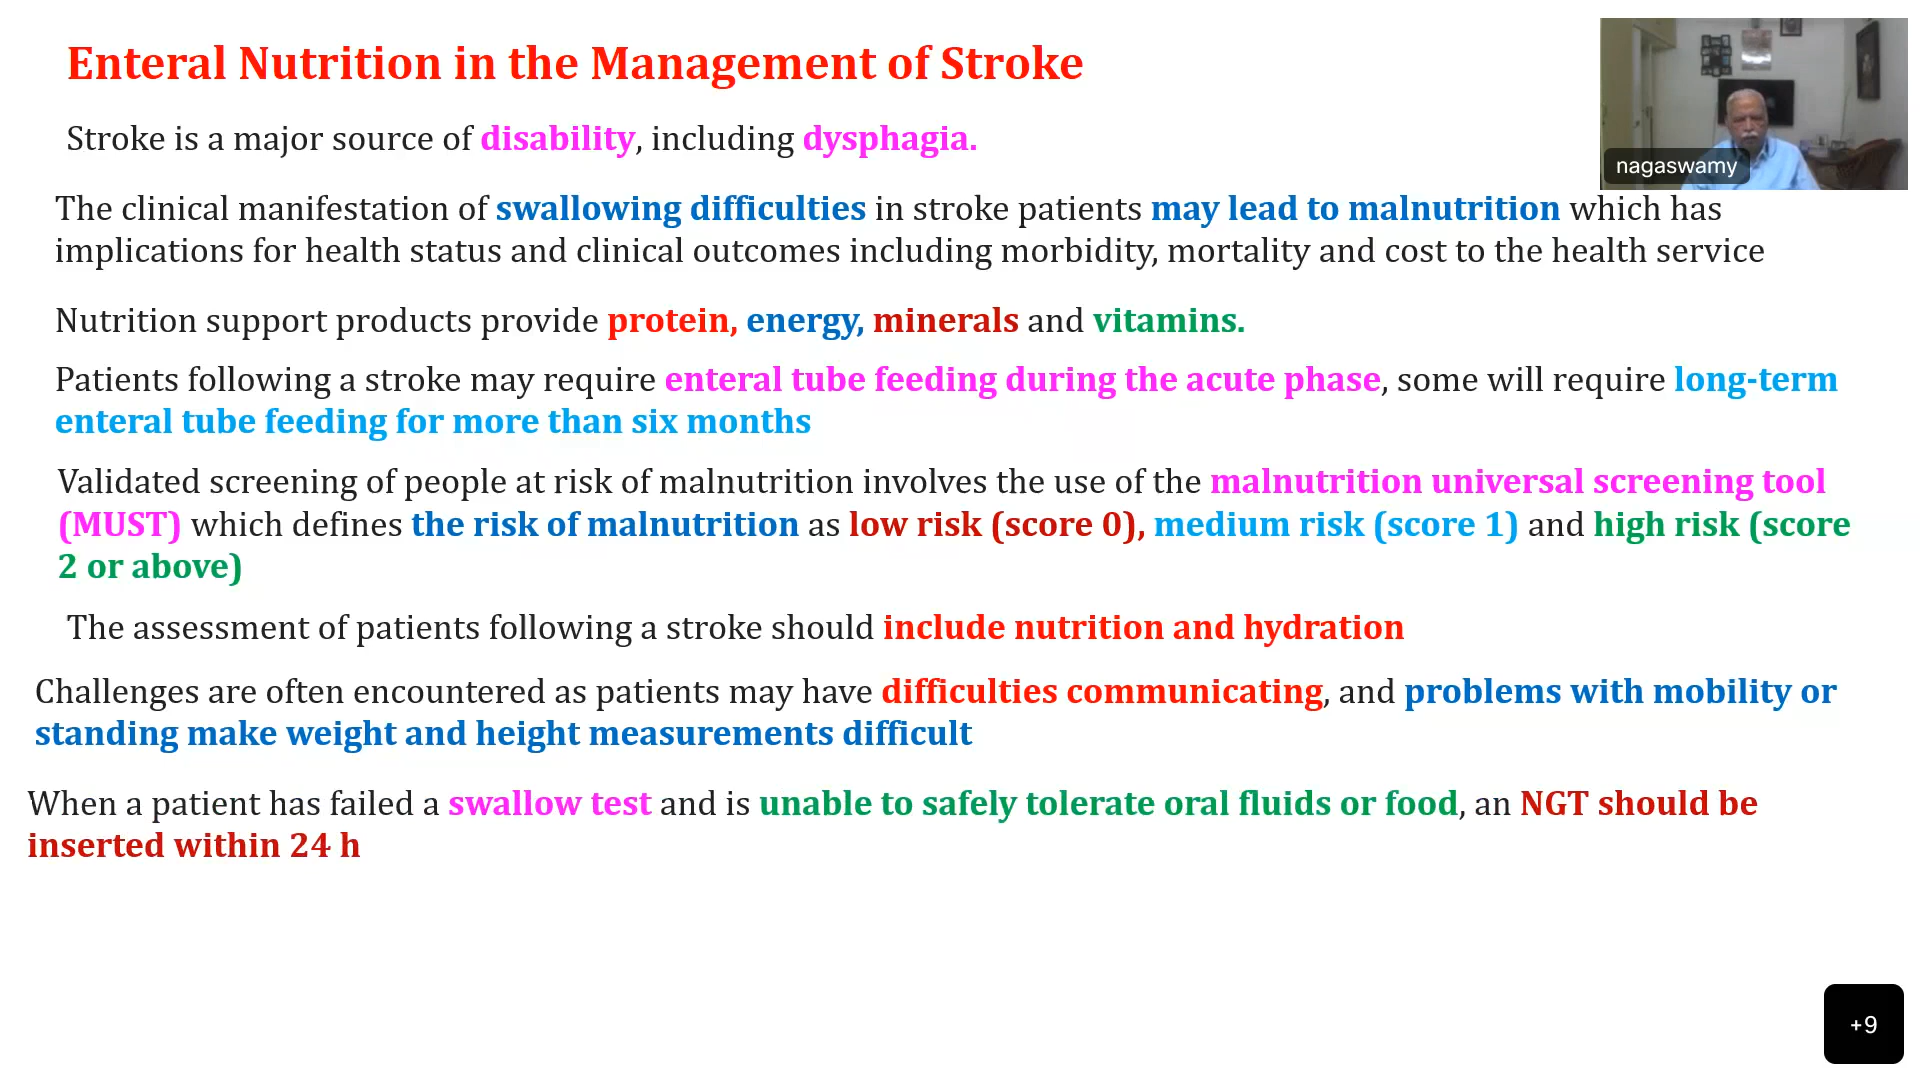 Enteral Nutrition in the Management of Stroke
Stroke is a major source of disability, including dysphagia.
nagaswamy
The clinical manifestation of swallowing difficulties in stroke patients may lead to malnutrition which has
implications for health status and clinical outcomes including morbidity, mortality and cost to the health service
Nutrition support products provide protein, energy, minerals and vitamins.
Patients following a stroke may require enteral tube feeding during the acute phase, some will require long-term
enteral tube feeding for more than six months
Validated screening of people at risk of malnutrition involves the use of the malnutrition universal screening tool
(MUST) which defines the risk of malnutrition as low risk (score 0), medium risk (score 1) and high risk (score
2 or above)
The assessment of patients following a stroke should include nutrition and hydration
Challenges are often encountered as patients may have difficulties communicating, and problems with mobility or
standing make weight and height measurements difficult
When a patient has failed a swallow test and is unable to safely tolerate oral fluids or food, an NGT should be
inserted within 24 h
+9